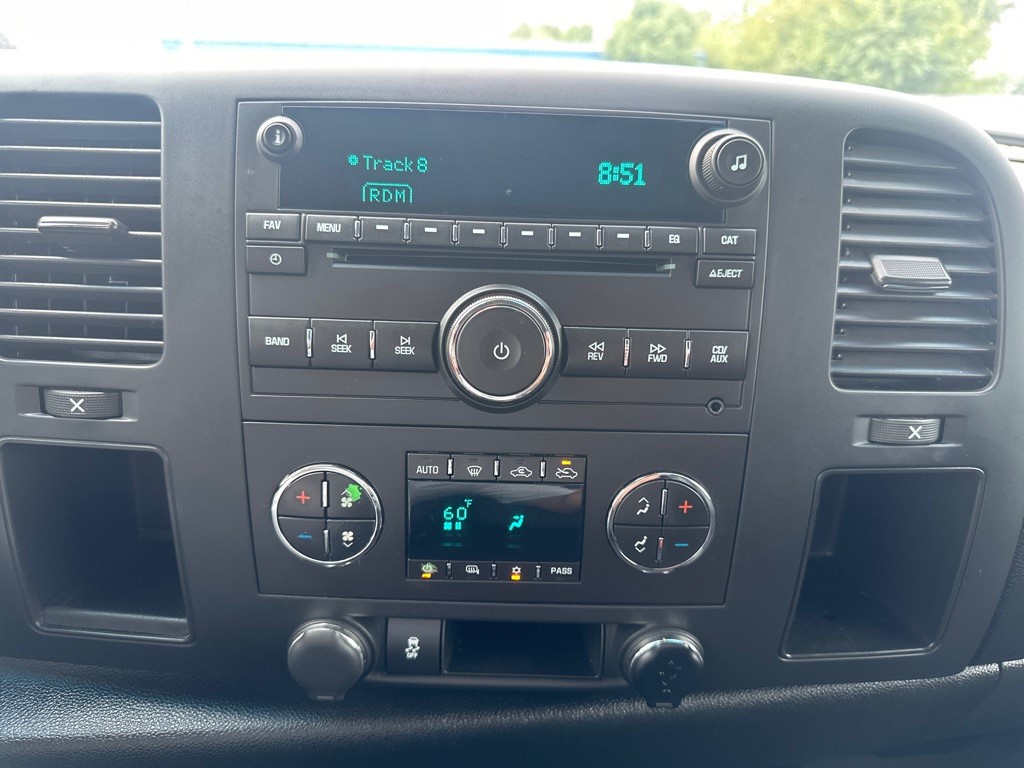 Track 8
8:51
RDM
FAV
MENU
EQ
CAT
EJECT
BAND
SEEK
SEEK
REV
FWD
CD/
AUX
AUTO
60°F
PASS
OFF